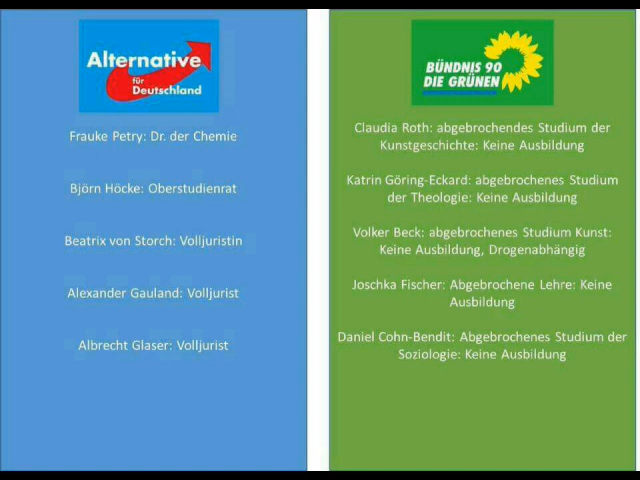 Alternative
für
Deutschland
Frauke Petry: Dr. der Chemie
Björn Höcke: Oberstudienrat
Beatrix von Storch: Volljuristin
Alexander Gauland: Volljurist
Albrecht Glaser: Volljurist
BÜNDNIS 90
DIE GRÜNEN
Claudia Roth: abgebrochendes Studium der
Kunstgeschichte: Keine Ausbildung
Katrin Göring-Eckard: abgebrochenes Studium
der Theologie: Keine Ausbildung
Volker Beck: abgebrochenes Studium Kunst:
Keine Ausbildung, Drogenabhängig
Joschka Fischer: Abgebrochene Lehre: Keine
Ausbildung
Daniel Cohn-Bendit: Abgebrochenes Studium der
Soziologie: Keine Ausbildung